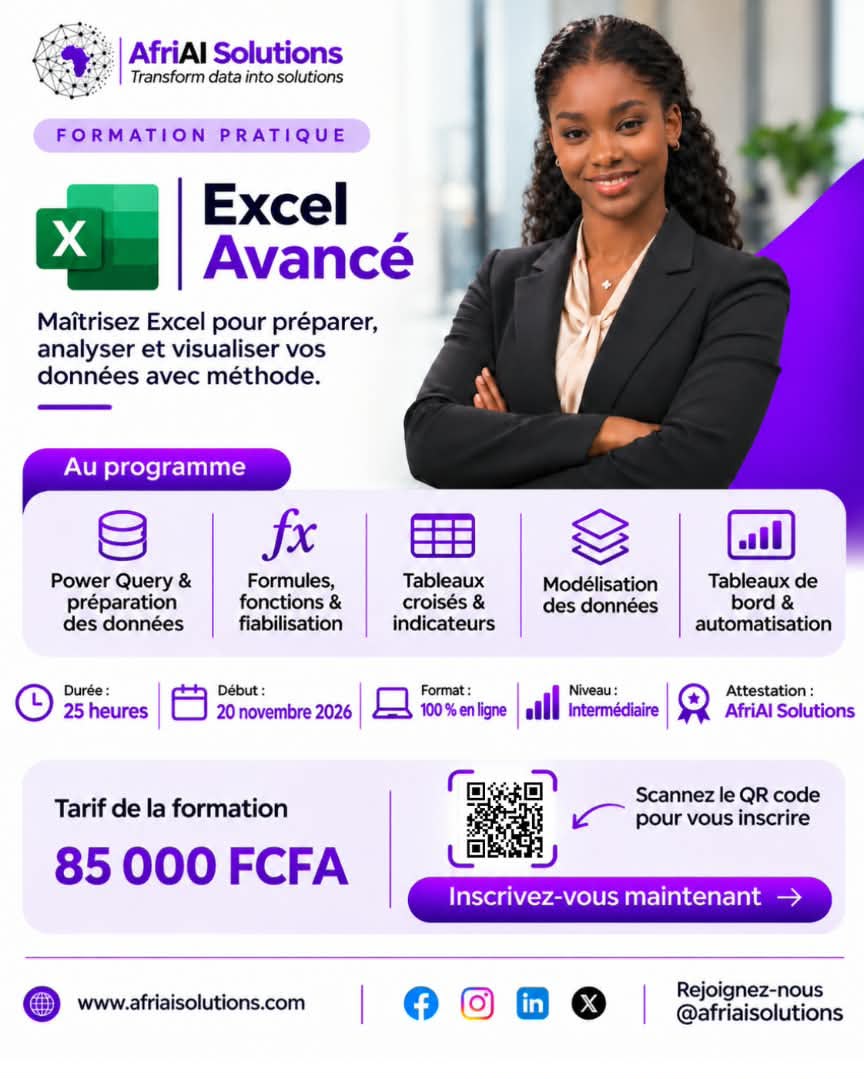 AfriAI Solutions
Transform data into solutions
FORMATION PRATIQUE
X
Excel
Avancé
Maîtrisez Excel pour préparer,
analyser et visualiser vos
données avec méthode.
Au programme
Power Query &
préparation
des données
fx
Formules,
fonctions &
fiabilisation
Tableaux
croisés &
indicateurs
Modélisation
des données
Tableaux de
bord &
automatisation
Durée :
25 heures
Début :
20 novembre 2026
Format :
100 % en ligne
Niveau :
Intermédiaire
Attestation :
AfriAI Solutions
Tarif de la formation
85 000 FCFA
Scannez le QR code
pour vous inscrire
Inscrivez-vous maintenant →
www.afriaisolutions.com
Rejoignez-nous
@afriaisolutions